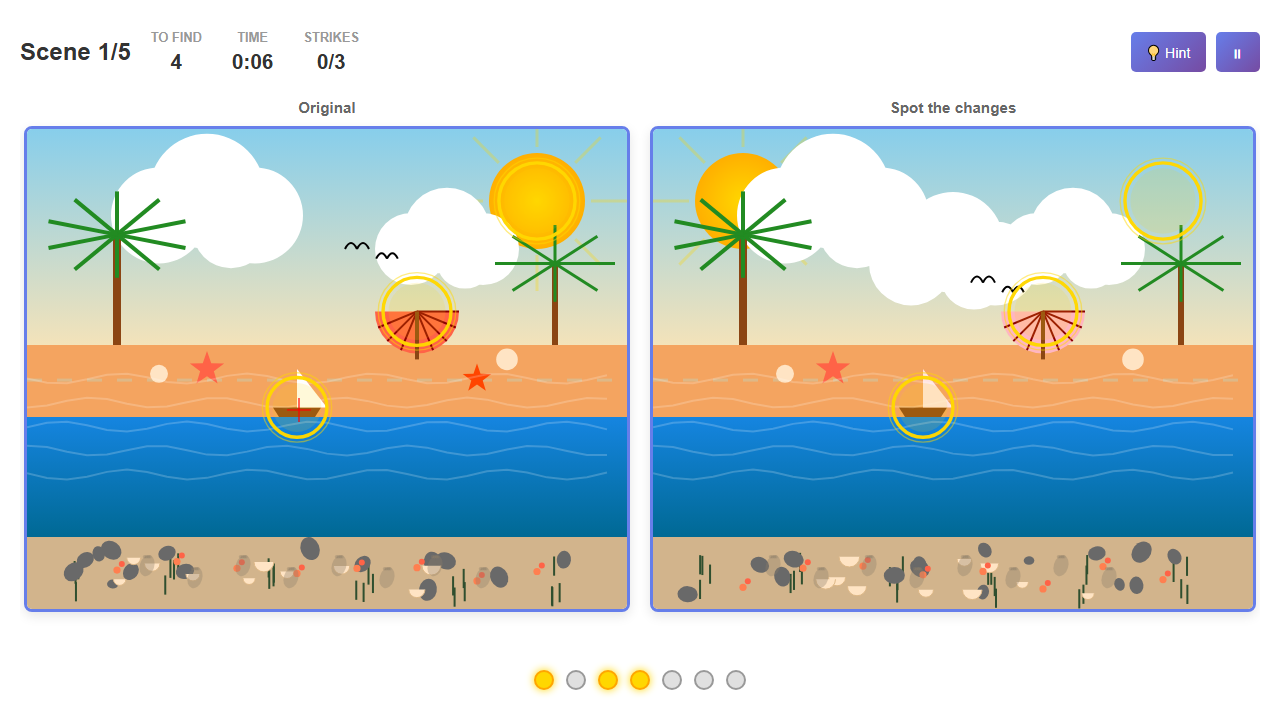 Scene 1/5
TO FIND
4
TIME
0:06
STRIKES
0/3
Hint
Original
Spot the changes